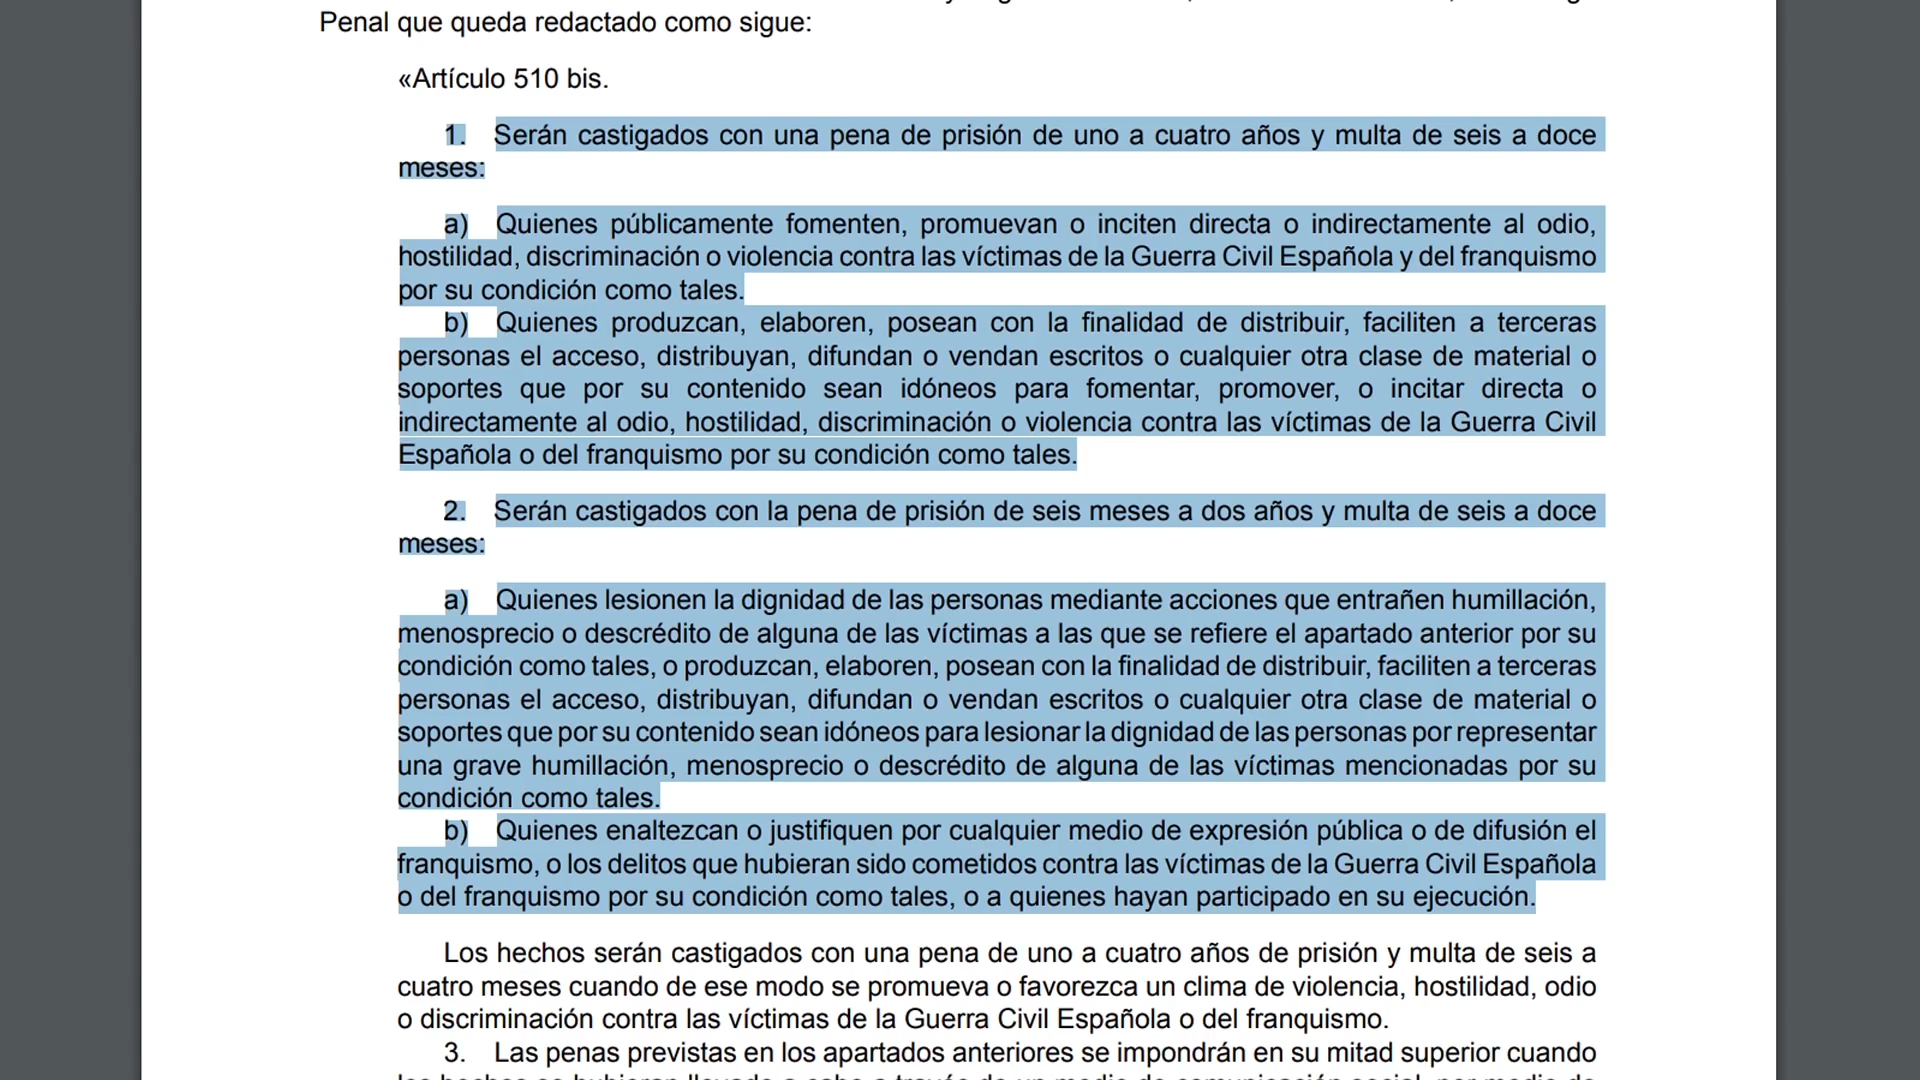 Penal que queda redactado como sigue:
«Artículo 510 bis.
1. Serán castigados con una pena de prisión de uno a cuatro años y multa de seis a doce
meses:
a) Quienes públicamente fomenten, promuevan o inciten directa o indirectamente al odio,
hostilidad, discriminación o violencia contra las víctimas de la Guerra Civil Española y del franquismo
por su condición como tales.
b) Quienes produzcan, elaboren, posean con la finalidad de distribuir, faciliten a terceras
personas el acceso, distribuyan, difundan o vendan escritos o cualquier otra clase de material o
soportes que por su contenido sean idóneos para fomentar, promover, o incitar directa o
indirectamente al odio, hostilidad, discriminación o violencia contra las víctimas de la Guerra Civil
Española o del franquismo por su condición como tales.
2. Serán castigados con la pena de prisión de seis meses a dos años y multa de seis a doce
meses:
a) Quienes lesionen la dignidad de las personas mediante acciones que entrañen humillación,
menosprecio o descrédito de alguna de las víctimas a las que se refiere el apartado anterior por su
condición como tales, o produzcan, elaboren, posean con la finalidad de distribuir, faciliten a terceras
personas el acceso, distribuyan, difundan o vendan escritos o cualquier otra clase de material o
soportes que por su contenido sean idóneos para lesionar la dignidad de las personas por representar
una grave humillación, menosprecio o descrédito de alguna de las víctimas mencionadas por su
condición como tales.
b) Quienes enaltezcan o justifiquen por cualquier medio de expresión pública o de difusión el
franquismo, o los delitos que hubieran sido cometidos contra las víctimas de la Guerra Civil Española
o del franquismo por su condición como tales, o a quienes hayan participado en su ejecución.
Los hechos serán castigados con una pena de uno a cuatro años de prisión y multa de seis a
cuatro meses cuando de ese modo se promueva o favorezca un clima de violencia, hostilidad, odio
o discriminación contra las víctimas de la Guerra Civil Española o del franquismo.
3. Las penas previstas en los apartados anteriores se impondrán en su mitad superior cuando